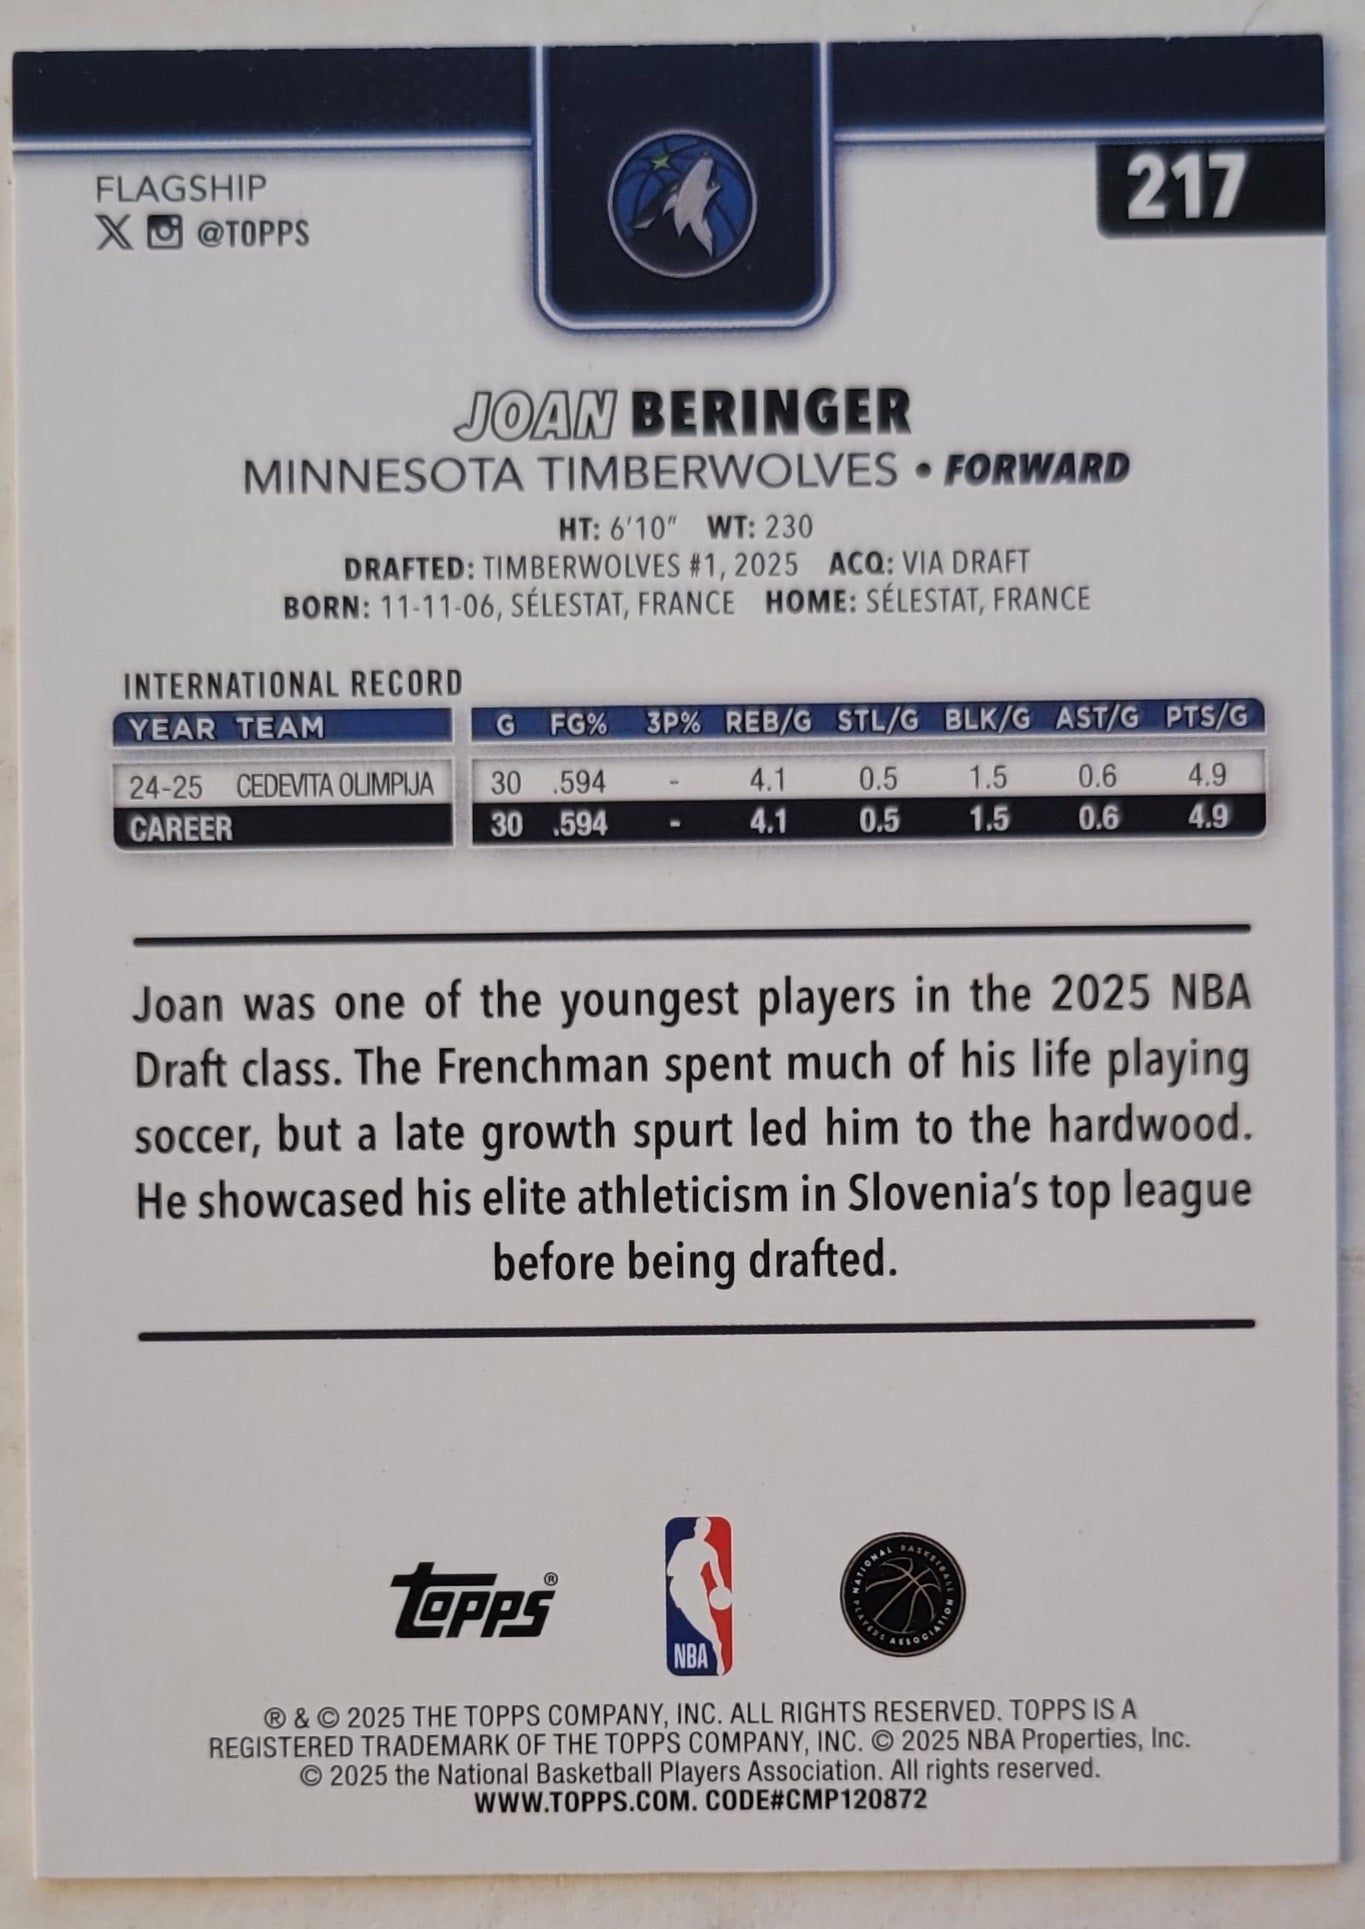 FLAGSHIP
X @TOPPS
217
JOAN BERINGER
MINNESOTA TIMBERWOLVES • FORWARD
HT: 6'10" WT: 230
DRAFTED: TIMBERWOLVES #1, 2025 ACQ: VIA DRAFT
BORN: 11-11-06, SÉLESTAT, FRANCE HOME: SÉLESTAT, FRANCE
INTERNATIONAL RECORD
YEAR TEAM G FG% 3P% REB/G STL/G BLK/G AST/G PTS/G
24-25 CEDEVITA OLIMPIJA 30 .594 - 4.1 0.5 1.5 0.6 4.9
CAREER 30 .594 - 4.1 0.5 1.5 0.6 4.9
Joan was one of the youngest players in the 2025 NBA
Draft class. The Frenchman spent much of his life playing
soccer, but a late growth spurt led him to the hardwood.
He showcased his elite athleticism in Slovenia's top league
before being drafted.
TOPPS®
NBA
NATIONAL BASKETBALL PLAYERS ASSOCIATION
® & © 2025 THE TOPPS COMPANY, INC. ALL RIGHTS RESERVED. TOPPS IS A
REGISTERED TRADEMARK OF THE TOPPS COMPANY, INC. © 2025 NBA Properties, Inc.
© 2025 the National Basketball Players Association. All rights reserved.
WWW.TOPPS.COM. CODE#CMP120872